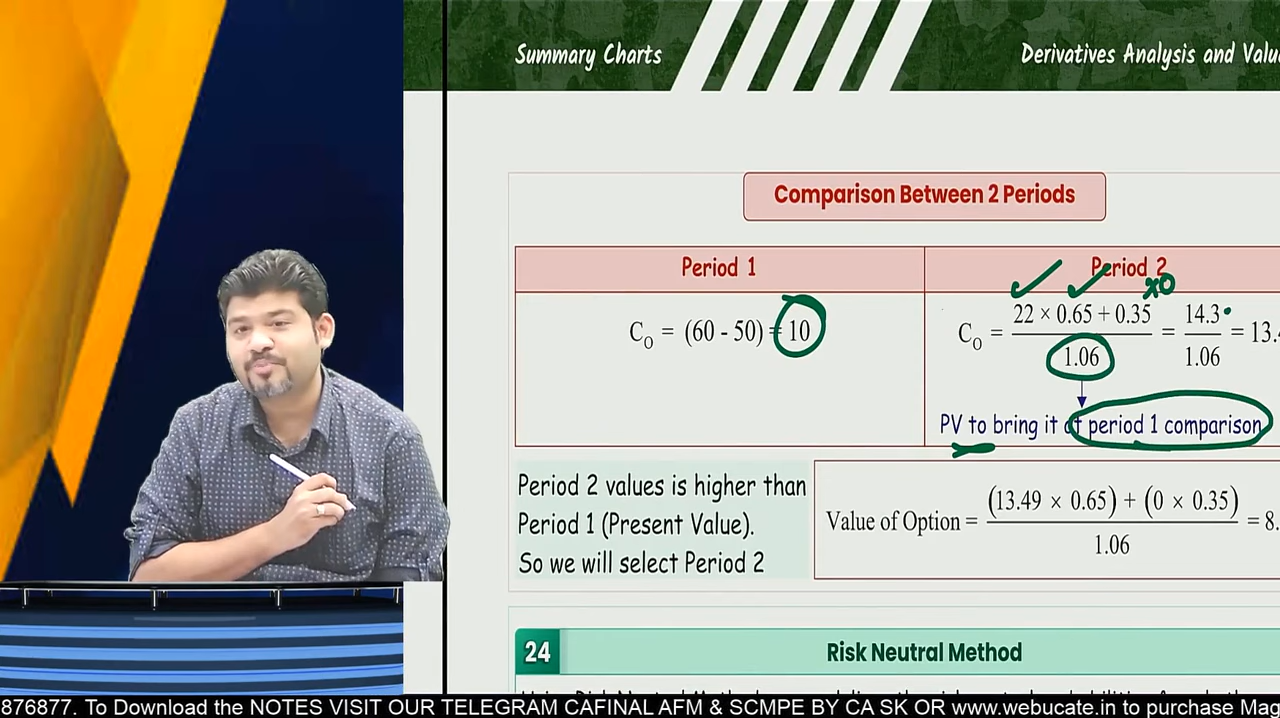 Summary Charts
Derivatives Analysis and Valu
Comparison Between 2 Periods
Period 1
Period 2
×0
C₀ = (60 - 50) = 10
C₀ = (22 × 0.65 + 0.35)/1.06 = 14.3/1.06 = 13.4
PV to bring it at period 1 comparison
Period 2 values is higher than
Period 1 (Present Value).
So we will select Period 2
Value of Option = ((13.49 × 0.65) + (0 × 0.35))/1.06 = 8.
24
Risk Neutral Method
876877. To Download the NOTES VISIT OUR TELEGRAM CAFINAL AFM & SCMPE BY CA SK OR www.webucate.in to purchase Mag